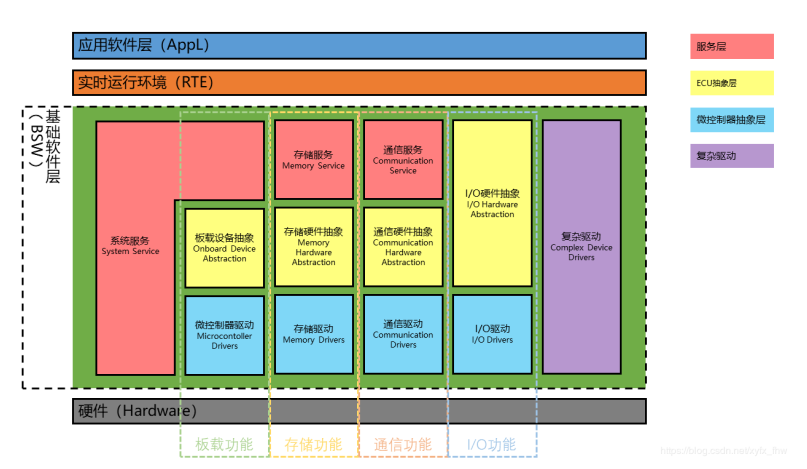 应用软件层（AppL）
实时运行环境（RTE）
基础软件层
（BSW）
系统服务
System Service
板载设备抽象
Onboard Device
Abstraction
微控制器驱动
Microcontoller
Drivers
存储服务
Memory Service
存储硬件抽象
Memory
Hardware
Abstraction
存储驱动
Memory Drivers
通信服务
Communication
Service
通信硬件抽象
Communication
Hardware
Abstraction
通信驱动
Communication
Drivers
I/O硬件抽象
I/O Hardware
Abstraction
I/O驱动
I/O Drivers
复杂驱动
Complex Device
Drivers
硬件（Hardware）
板载功能
存储功能
通信功能
I/O功能
服务层
ECU抽象层
微控制器抽象层
复杂驱动